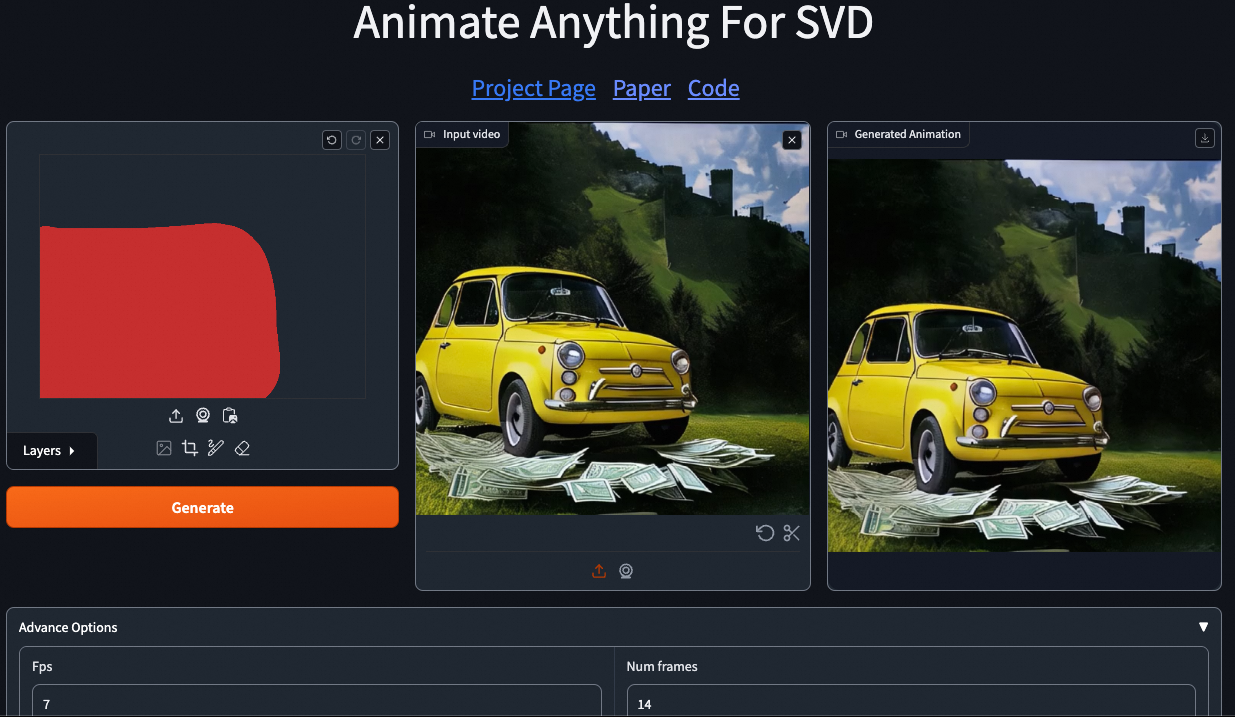 Animate Anything For SVD
Project Page Paper Code
Input video
Generated Animation
Layers
Generate
Advance Options
Fps
Num frames
7
14